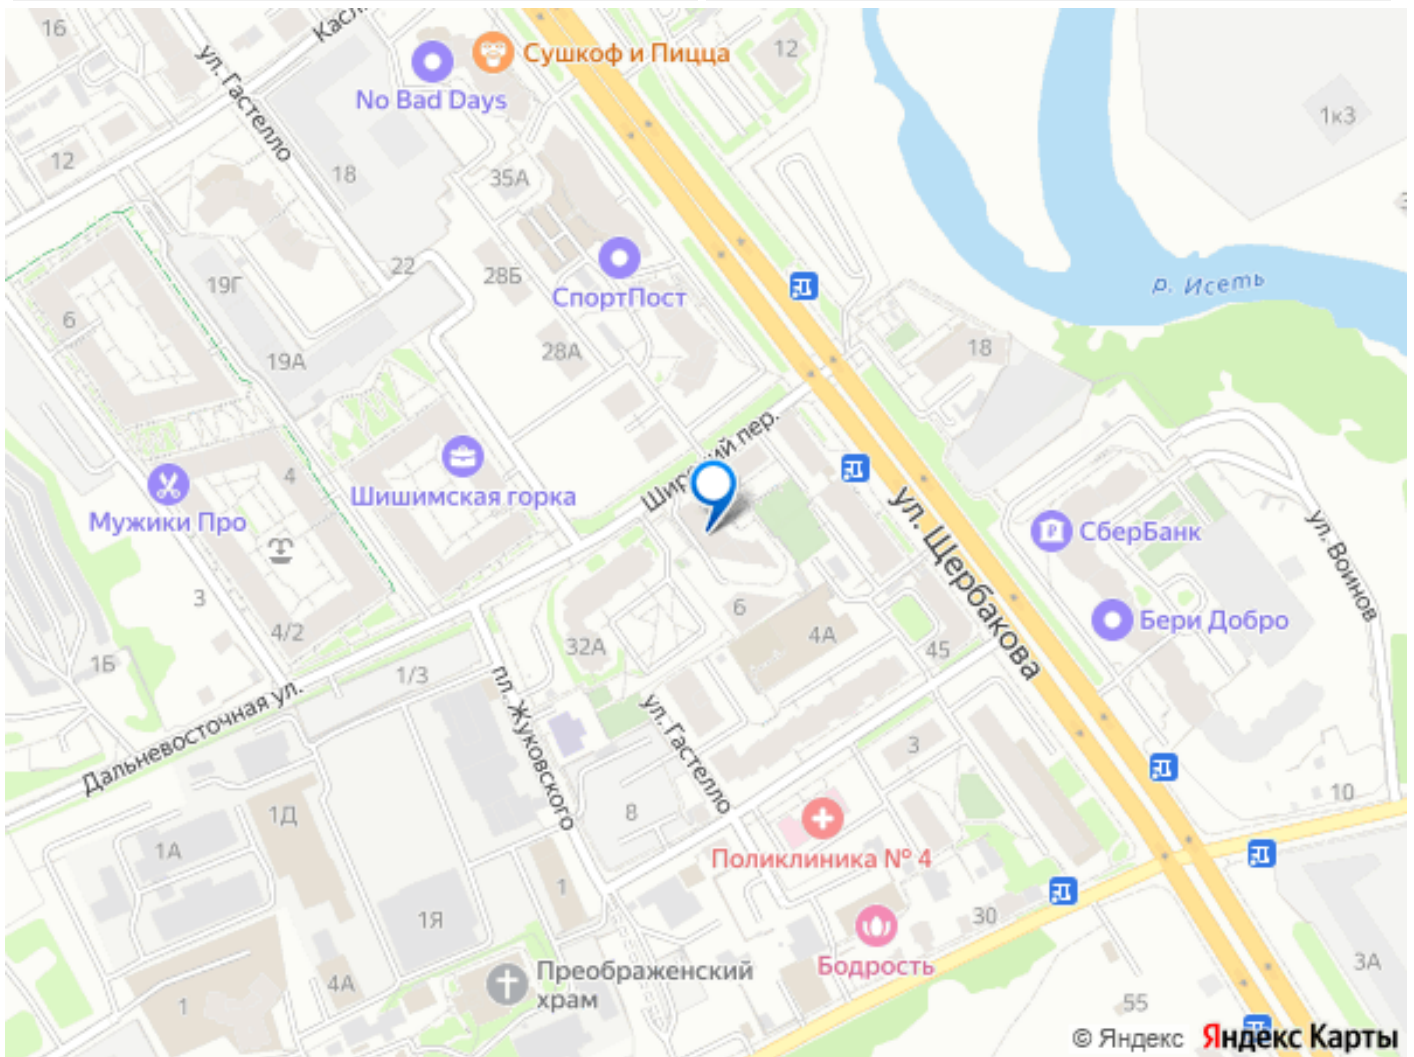 16
Касл
Сушкоф и Пицца
12
No Bad Days
ул. Гастелло
1к3
12
18
35А
19Г
22
28Б
СпортПост
р. Исеть
6
19А
28А
18
Широкий пер.
4
Шишимская горка
Мужики Про
ул. Щербакова
СберБанк
ул. Воинов
3
6
4А
Бери Добро
4/2
32А
45
1Б
1/3
Дальневосточная ул.
пл. Жуковского
ул. Гастелло
3
10
1Д
8
1А
Поликлиника № 4
1
1Я
30
Бодрость
Преображенский
храм
4А
1
3А
55
© Яндекс Яндекс Карты